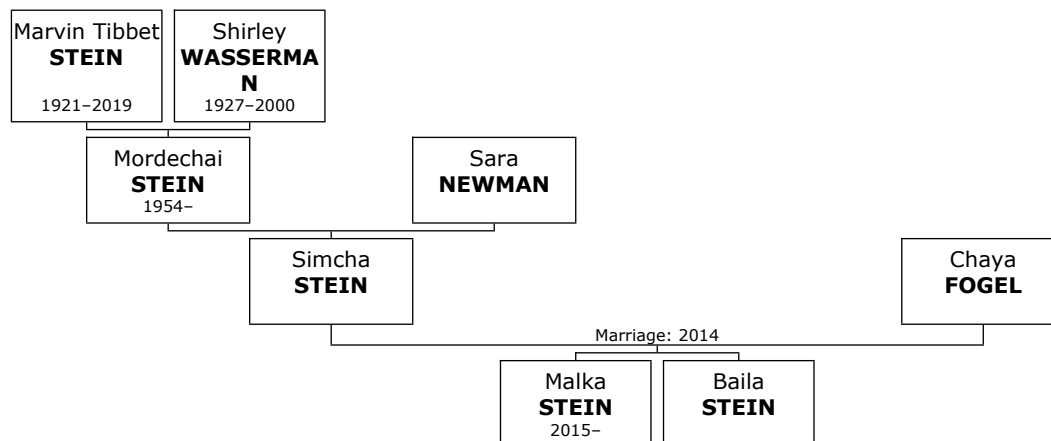 Marvin Tibbet
STEIN
1921–2019
Shirley
WASSERMA
N
1927–2000
Mordechai
STEIN
1954–
Sara
NEWMAN
Simcha
STEIN
Chaya
FOGEL
Marriage: 2014
Malka
STEIN
2015–
Baila
STEIN